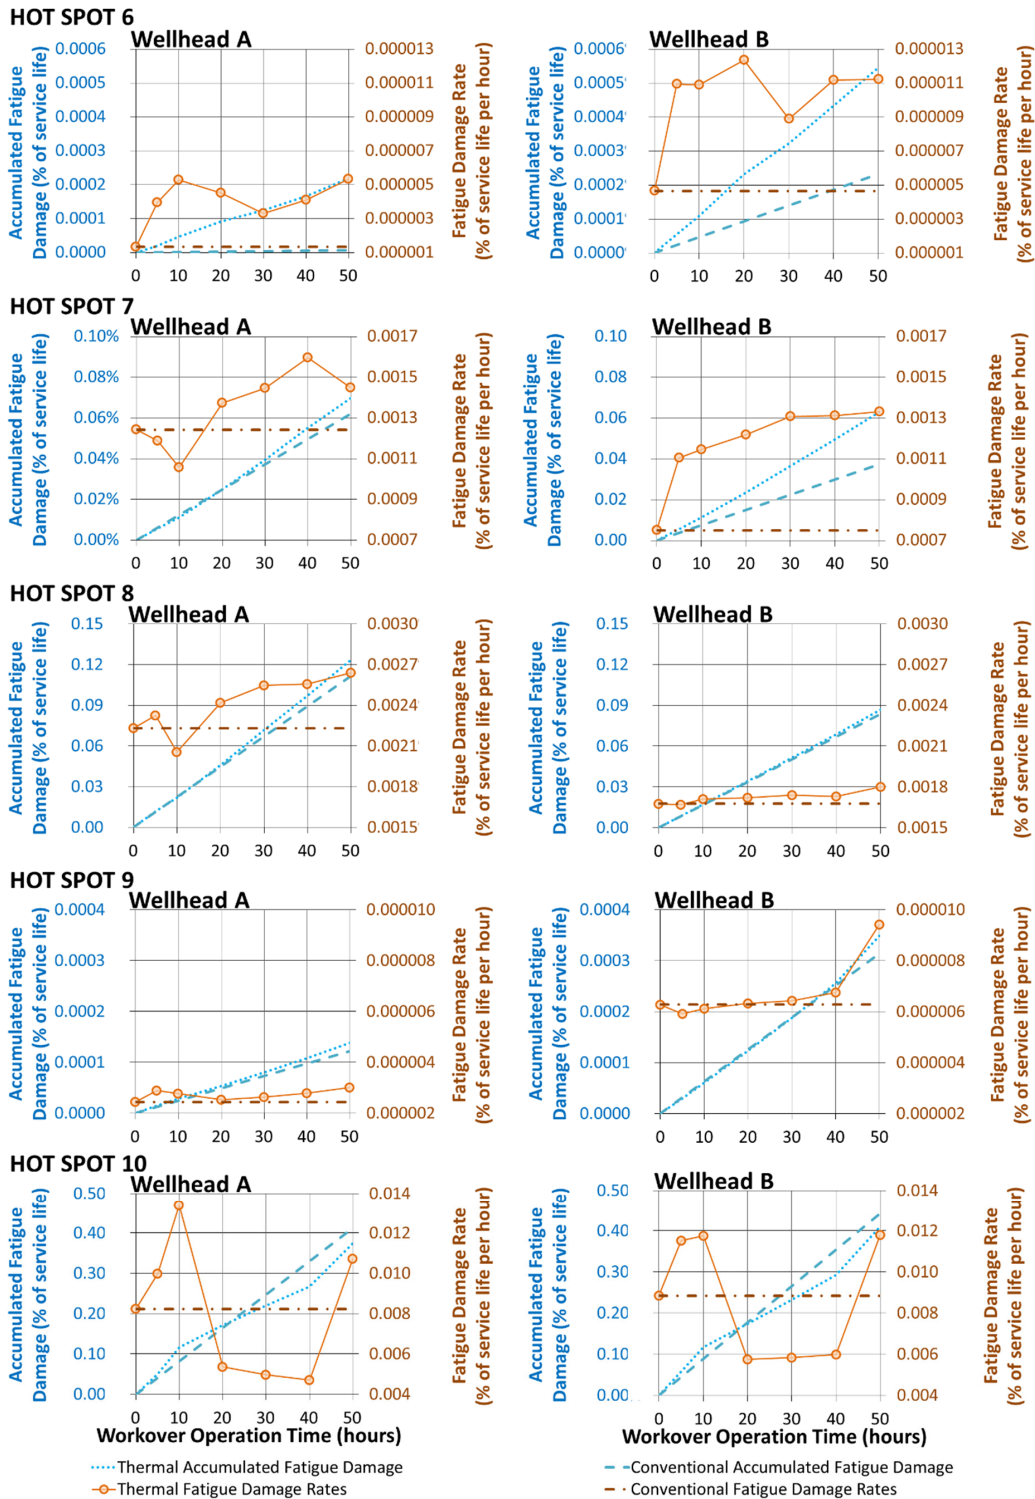 HOT SPOT 6
Wellhead A
Accumulated Fatigue
Damage (% of service life)
0.0006
0.0005
0.0004
0.0003
0.0002
0.0001
0.0000
0.000013
0.000011
0.000009
0.000007
0.000005
0.000003
0.000001
Fatigue Damage Rate
(% of service life per hour)
0 10 20 30 40 50
Wellhead B
Accumulated Fatigue
Damage (% of service life)
0.0006
0.0005
0.0004
0.0003
0.0002
0.0001
0.0000
0.000013
0.000011
0.000009
0.000007
0.000005
0.000003
0.000001
Fatigue Damage Rate
(% of service life per hour)
0 10 20 30 40 50
HOT SPOT 7
Wellhead A
Accumulated Fatigue
Damage (% of service life)
0.10%
0.08%
0.06%
0.04%
0.02%
0.00%
0.0017
0.0015
0.0013
0.0011
0.0009
0.0007
Fatigue Damage Rate
(% of service life per hour)
0 10 20 30 40 50
Wellhead B
Accumulated Fatigue
Damage (% of service life)
0.10
0.08
0.06
0.04
0.02
0.00
0.0017
0.0015
0.0013
0.0011
0.0009
0.0007
Fatigue Damage Rate
(% of service life per hour)
0 10 20 30 40 50
HOT SPOT 8
Wellhead A
Accumulated Fatigue
Damage (% of service life)
0.15
0.12
0.09
0.06
0.03
0.00
0.0030
0.0027
0.0024
0.0021
0.0018
0.0015
Fatigue Damage Rate
(% of service life per hour)
0 10 20 30 40 50
Wellhead B
Accumulated Fatigue
Damage (% of service life)
0.15
0.12
0.09
0.06
0.03
0.00
0.0030
0.0027
0.0024
0.0021
0.0018
0.0015
Fatigue Damage Rate
(% of service life per hour)
0 10 20 30 40 50
HOT SPOT 9
Wellhead A
Accumulated Fatigue
Damage (% of service life)
0.0004
0.0003
0.0002
0.0001
0.0000
0.000010
0.000008
0.000006
0.000004
0.000002
Fatigue Damage Rate
(% of service life per hour)
0 10 20 30 40 50
Wellhead B
Accumulated Fatigue
Damage (% of service life)
0.0004
0.0003
0.0002
0.0001
0.0000
0.000010
0.000008
0.000006
0.000004
0.000002
Fatigue Damage Rate
(% of service life per hour)
0 10 20 30 40 50
HOT SPOT 10
Wellhead A
Accumulated Fatigue
Damage (% of service life)
0.50
0.40
0.30
0.20
0.10
0.00
0.014
0.012
0.010
0.008
0.006
0.004
Fatigue Damage Rate
(% of service life per hour)
0 10 20 30 40 50
Workover Operation Time (hours)
Wellhead B
Accumulated Fatigue
Damage (% of service life)
0.50
0.40
0.30
0.20
0.10
0.00
0.014
0.012
0.010
0.008
0.006
0.004
Fatigue Damage Rate
(% of service life per hour)
0 10 20 30 40 50
Workover Operation Time (hours)
Thermal Accumulated Fatigue Damage
Conventional Accumulated Fatigue Damage
Thermal Fatigue Damage Rates
Conventional Fatigue Damage Rates